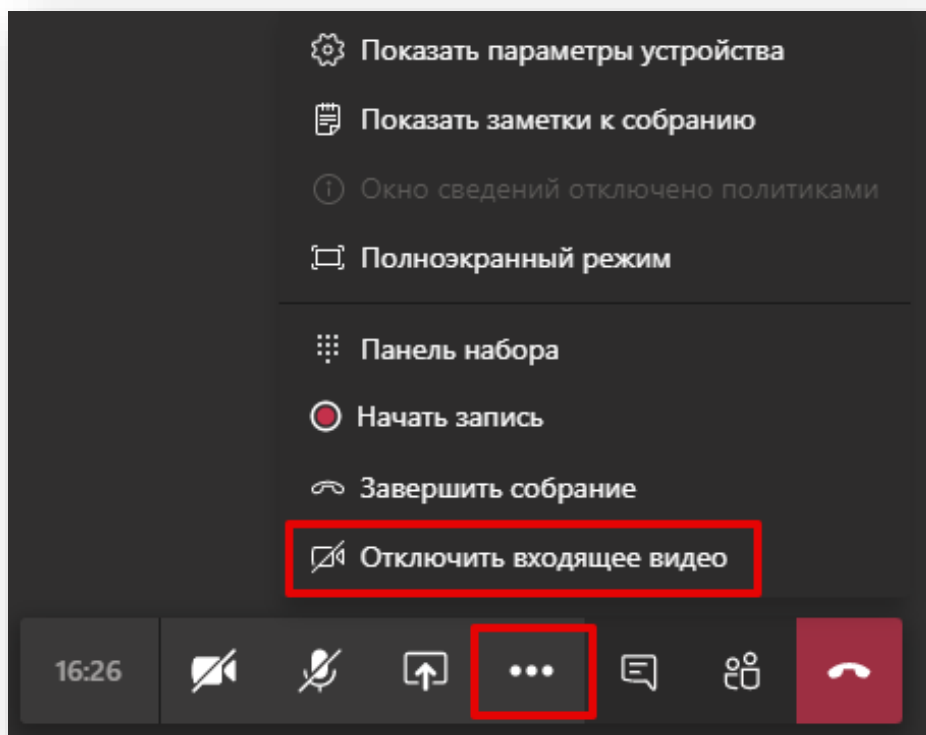 Показать параметры устройства
Показать заметки к собранию
Окно сведений отключено политиками
Полноэкранный режим
Панель набора
Начать запись
Завершить собрание
Отключить входящее видео
16:26